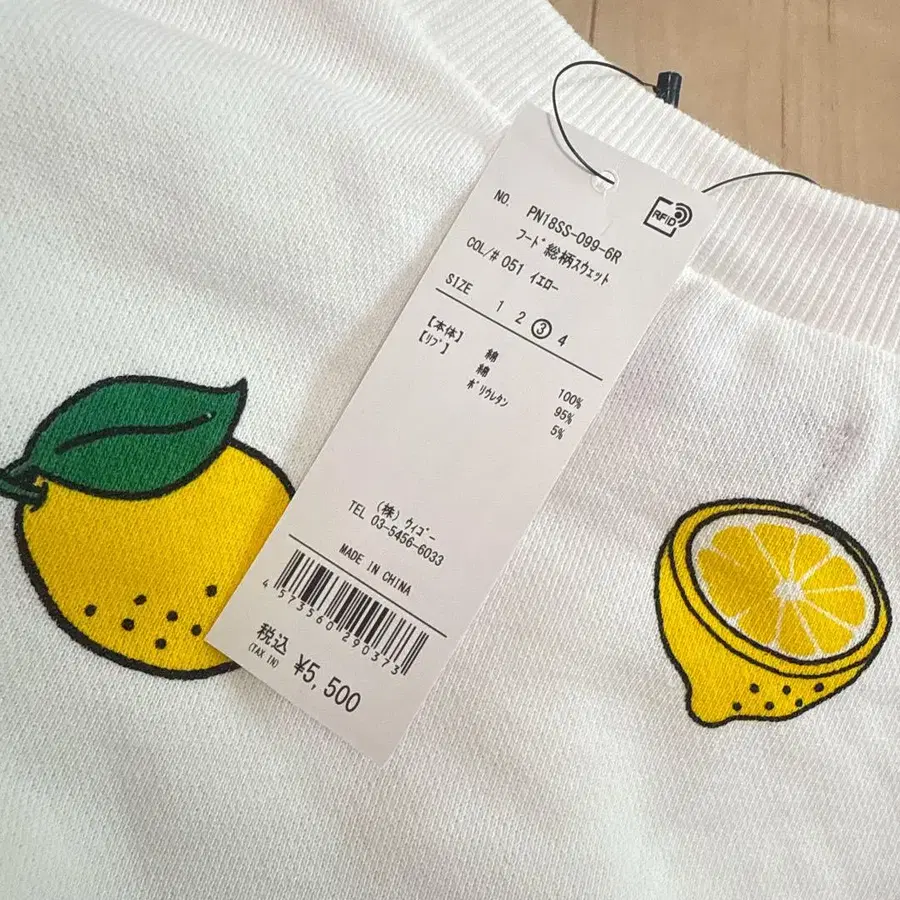 RFID
NO. PN18SS-099-6R
フード総柄スウェット
COL/# 051 イエロー
SIZE 1 2 3 4
【本体】 綿 100%
【リブ】 綿 95%
ポリウレタン 5%
(株) ウィゴー
TEL 03-5456-6033
MADE IN CHINA
4573560290373
税込 ¥5,500
(TAX IN)